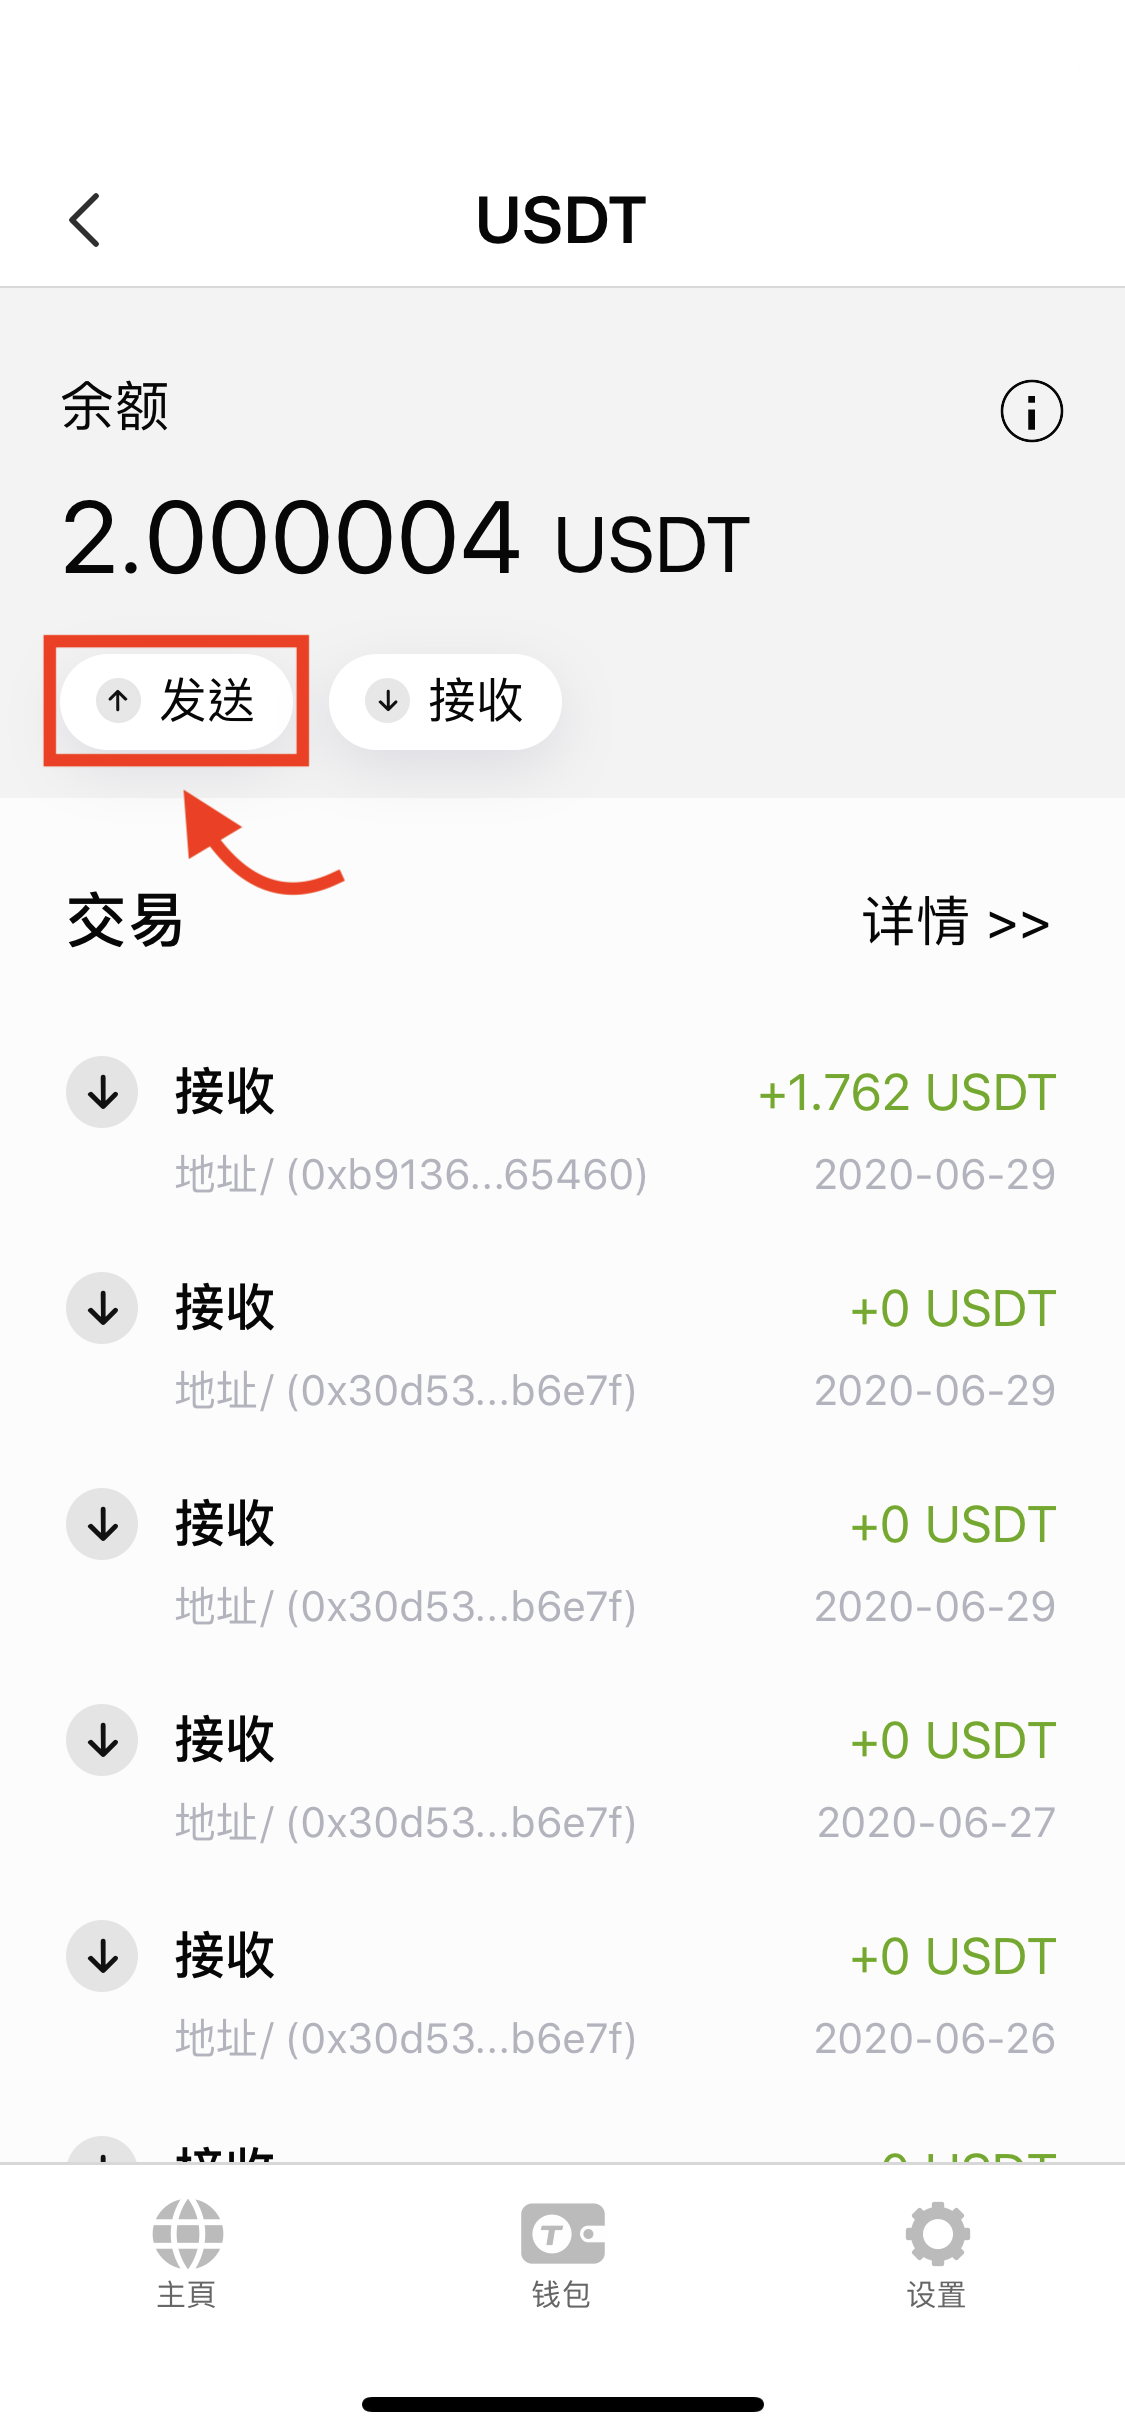 USDT
余额
2.000004 USDT
发送 接收
交易 详情 >>
接收 +1.762 USDT
地址/ (0xb9136...65460) 2020-06-29
接收 +0 USDT
地址/ (0x30d53...b6e7f) 2020-06-29
接收 +0 USDT
地址/ (0x30d53...b6e7f) 2020-06-29
接收 +0 USDT
地址/ (0x30d53...b6e7f) 2020-06-27
接收 +0 USDT
地址/ (0x30d53...b6e7f) 2020-06-26
接收 0 USDT
主頁 钱包 设置